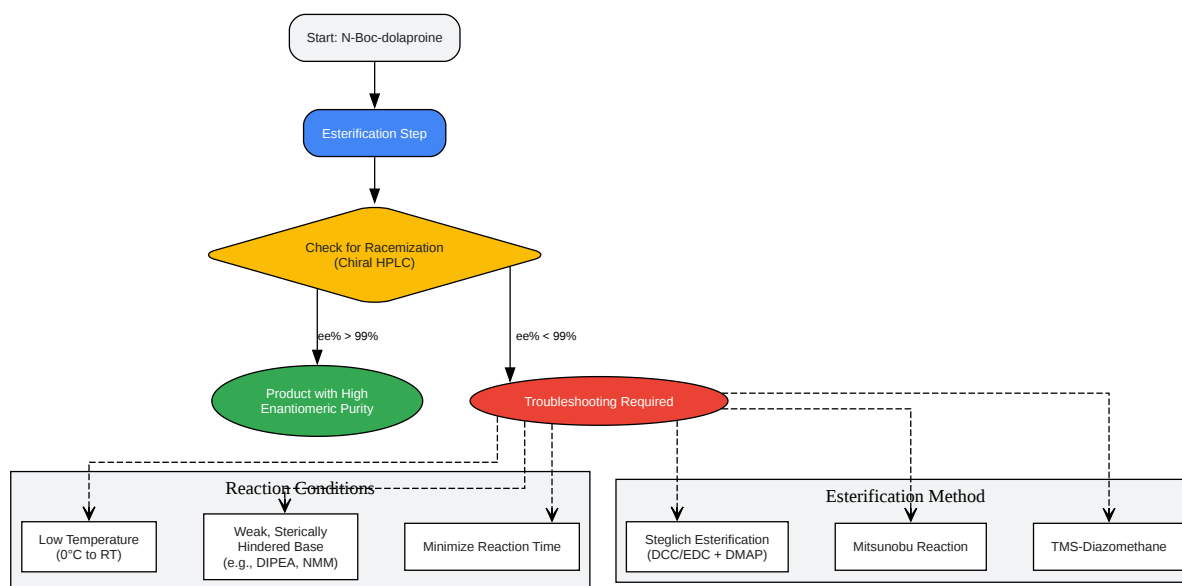 Start: N-Boc-dolaproine
Esterification Step
Check for Racemization
(Chiral HPLC)
ee% > 99%
ee% < 99%
Product with High
Enantiomeric Purity
Troubleshooting Required
Reaction Conditions
Low Temperature
(0°C to RT)
Weak, Sterically
Hindered Base
(e.g., DIPEA, NMM)
Minimize Reaction Time
Esterification Method
Steglich Esterification
(DCC/EDC + DMAP)
Mitsunobu Reaction
TMS-Diazomethane